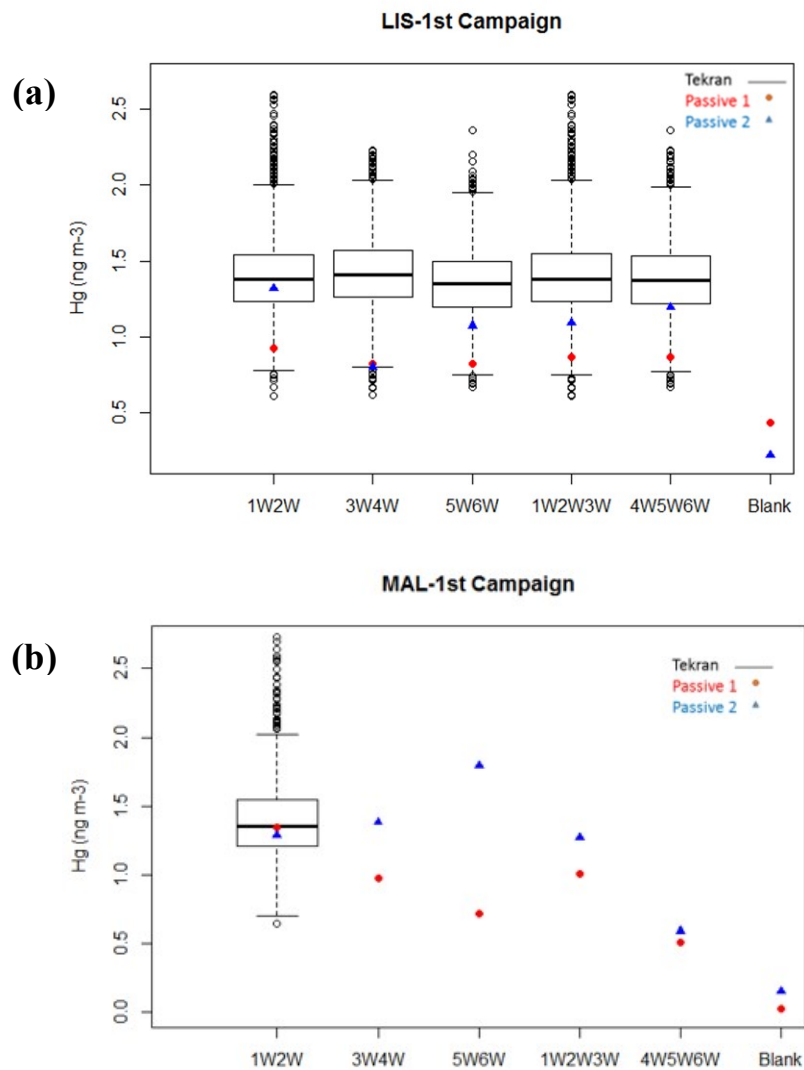 LIS-1st Campaign
(a)
Tekran
Passive 1
Passive 2
2.5
2.0
1.5
1.0
0.5
Hg (ng m-3)
1W2W 3W4W 5W6W 1W2W3W 4W5W6W Blank
MAL-1st Campaign
(b)
Tekran
Passive 1
Passive 2
2.5
2.0
1.5
1.0
0.5
0.0
Hg (ng m-3)
1W2W 3W4W 5W6W 1W2W3W 4W5W6W Blank